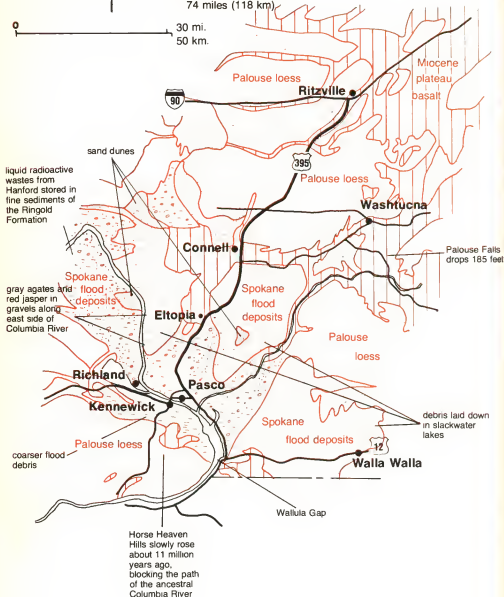 74 miles (118 km)
0
30 mi.
50 km.
Palouse loess
Miocene
plateau
basalt
Ritzville
90
sand dunes
395
liquid radioactive
wastes from
Hanford stored in
fine sediments of
the Ringold
Formation
Palouse loess
Washtucna
Connell
Palouse Falls
drops 185 feet
Spokane
flood
deposits
gray agates and
red jasper in
gravels along
east side of
Columbia River
Spokane
flood
deposits
Eltopia
Palouse
loess
Richland
Pasco
Kennewick
debris laid down
in slackwater
lakes
Spokane
flood deposits
Palouse loess
12
coarser flood
debris
Walla Walla
Wallula Gap
Horse Heaven
Hills slowly rose
about 11 million
years ago,
blocking the path
of the ancestral
Columbia River